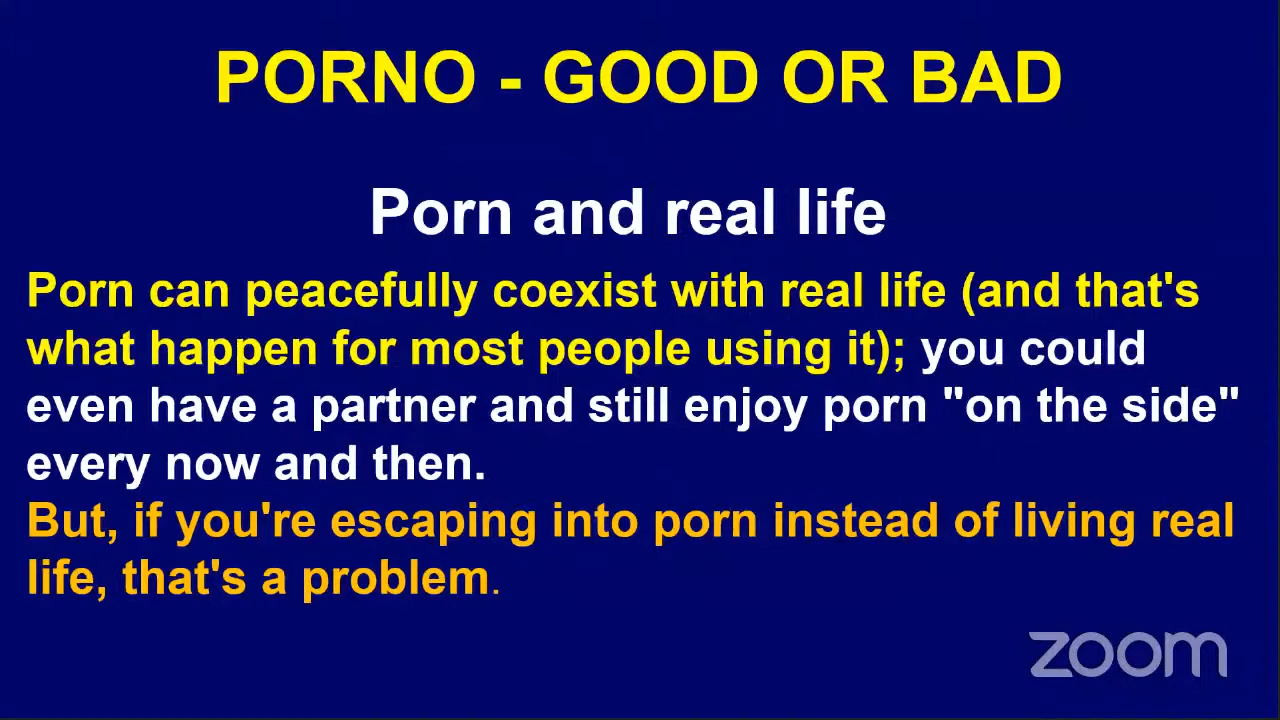 PORNO - GOOD OR BAD
Porn and real life
Porn can peacefully coexist with real life (and that's
what happen for most people using it); you could
even have a partner and still enjoy porn "on the side"
every now and then.
But, if you're escaping into porn instead of living real
life, that's a problem.
zoom